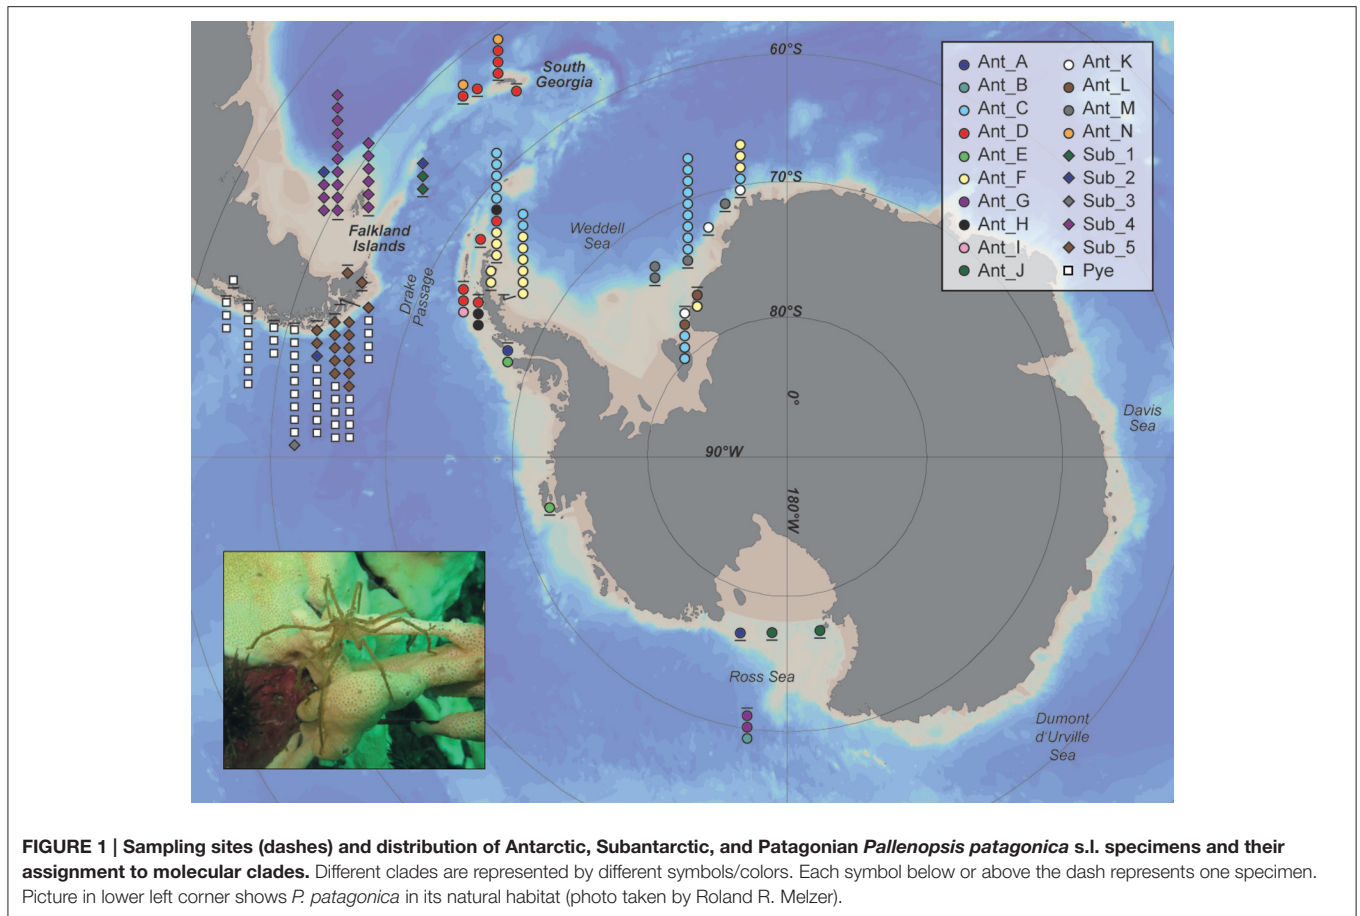 60°S
South
Georgia
Ant_A
Ant_B
Ant_C
Ant_D
Ant_E
Ant_F
Ant_G
Ant_H
Ant_I
Ant_J
Ant_K
Ant_L
Ant_M
Ant_N
Sub_1
Sub_2
Sub_3
Sub_4
Sub_5
Pye
70°S
Weddell
Sea
Falkland
Islands
Drake
Passage
80°S
0°
Davis
Sea
90°W
180°W
Ross Sea
Dumont
d'Urville
Sea
FIGURE 1 | Sampling sites (dashes) and distribution of Antarctic, Subantarctic, and Patagonian Pallenopsis patagonica s.l. specimens and their
assignment to molecular clades. Different clades are represented by different symbols/colors. Each symbol below or above the dash represents one specimen.
Picture in lower left corner shows P. patagonica in its natural habitat (photo taken by Roland R. Melzer).